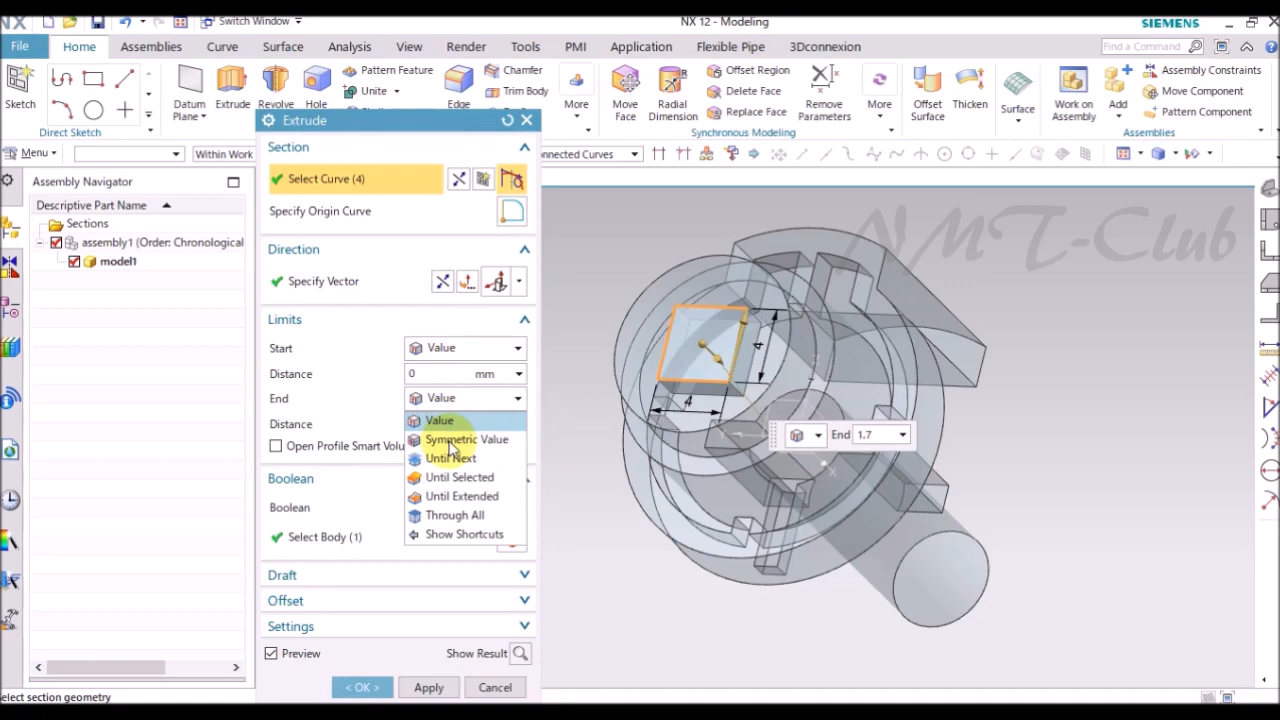 NX
Switch Window
NX 12 - Modeling
SIEMENS
File
Home
Assemblies
Curve
Surface
Analysis
View
Render
Tools
PMI
Application
Flexible Pipe
3Dconnexion
Find a Command
Sketch
Direct Sketch
Datum
Plane
Extrude
Revolve
Hole
Pattern Feature
Unite
Edge
Chamfer
Trim Body
More
Move
Face
Radial
Dimension
Offset Region
Delete Face
Replace Face
Remove
Parameters
More
Synchronous Modeling
Offset
Surface
Thicken
Surface
Work on
Assembly
Add
Assembly Constraints
Move Component
Pattern Component
Assemblies
Menu
Within Work
nnected Curves
Assembly Navigator
Descriptive Part Name
Sections
assembly1 (Order: Chronological
model1
Extrude
Section
Select Curve (4)
Specify Origin Curve
Direction
Specify Vector
Limits
Start
Value
Distance
0 mm
End
Value
Distance
Open Profile Smart Volu
Value
Symmetric Value
Until Next
Until Selected
Until Extended
Through All
Show Shortcuts
Boolean
Boolean
Select Body (1)
Draft
Offset
Settings
Preview
Show Result
< OK >
Apply
Cancel
NMT-Club
4
4
Y
X
End 1.7
elect section geometry